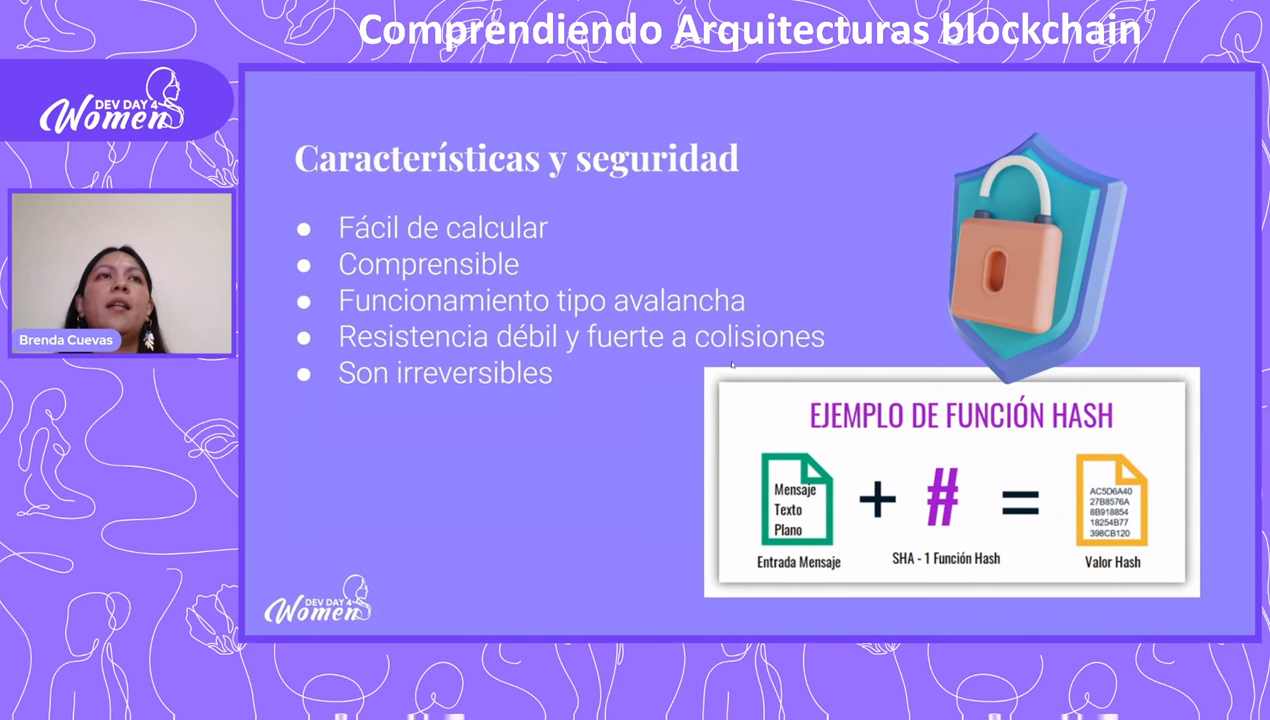 Comprendiendo Arquitecturas blockchain
DEV DAY 4
Women
Brenda Cuevas
Características y seguridad
● Fácil de calcular
● Comprensible
● Funcionamiento tipo avalancha
● Resistencia débil y fuerte a colisiones
● Son irreversibles
EJEMPLO DE FUNCIÓN HASH
Mensaje
Texto
Plano
+
#
=
AC5D6A40
27B8576A
8B918854
18254B77
396CB120
Entrada Mensaje
SHA - 1 Función Hash
Valor Hash
DEV DAY 4
Women